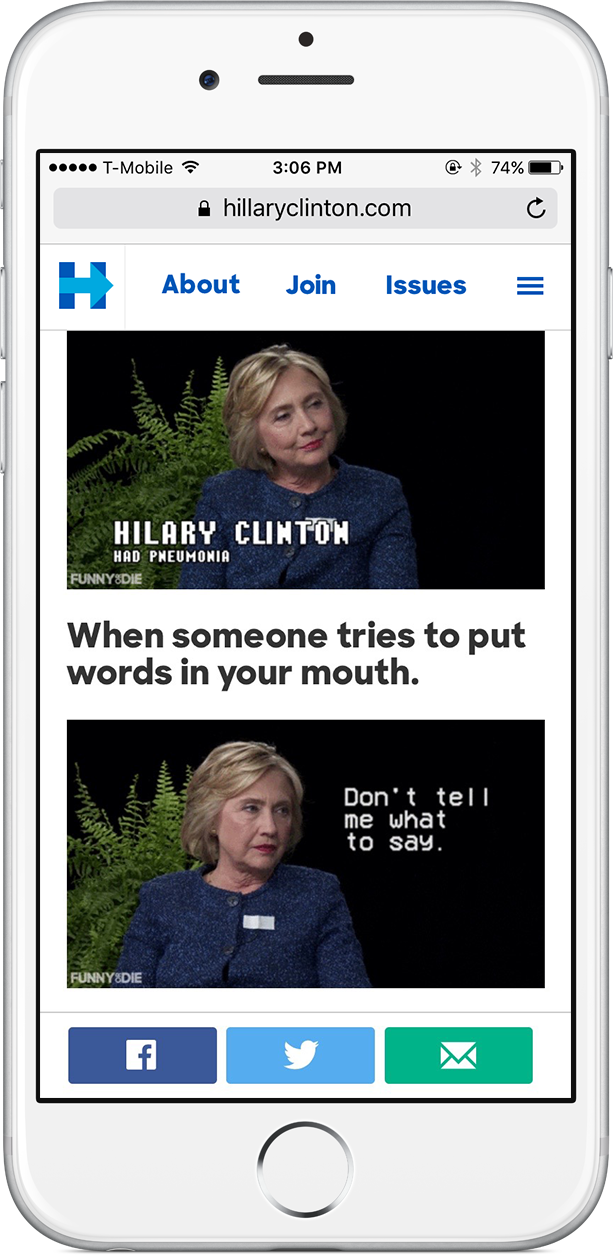 T-Mobile 3:06 PM 74%
hillaryclinton.com
About Join Issues
HILARY CLINTON
HAD PNEUMONIA
FUNNY OR DIE
When someone tries to put
words in your mouth.
Don't tell
me what
to say.
FUNNY OR DIE